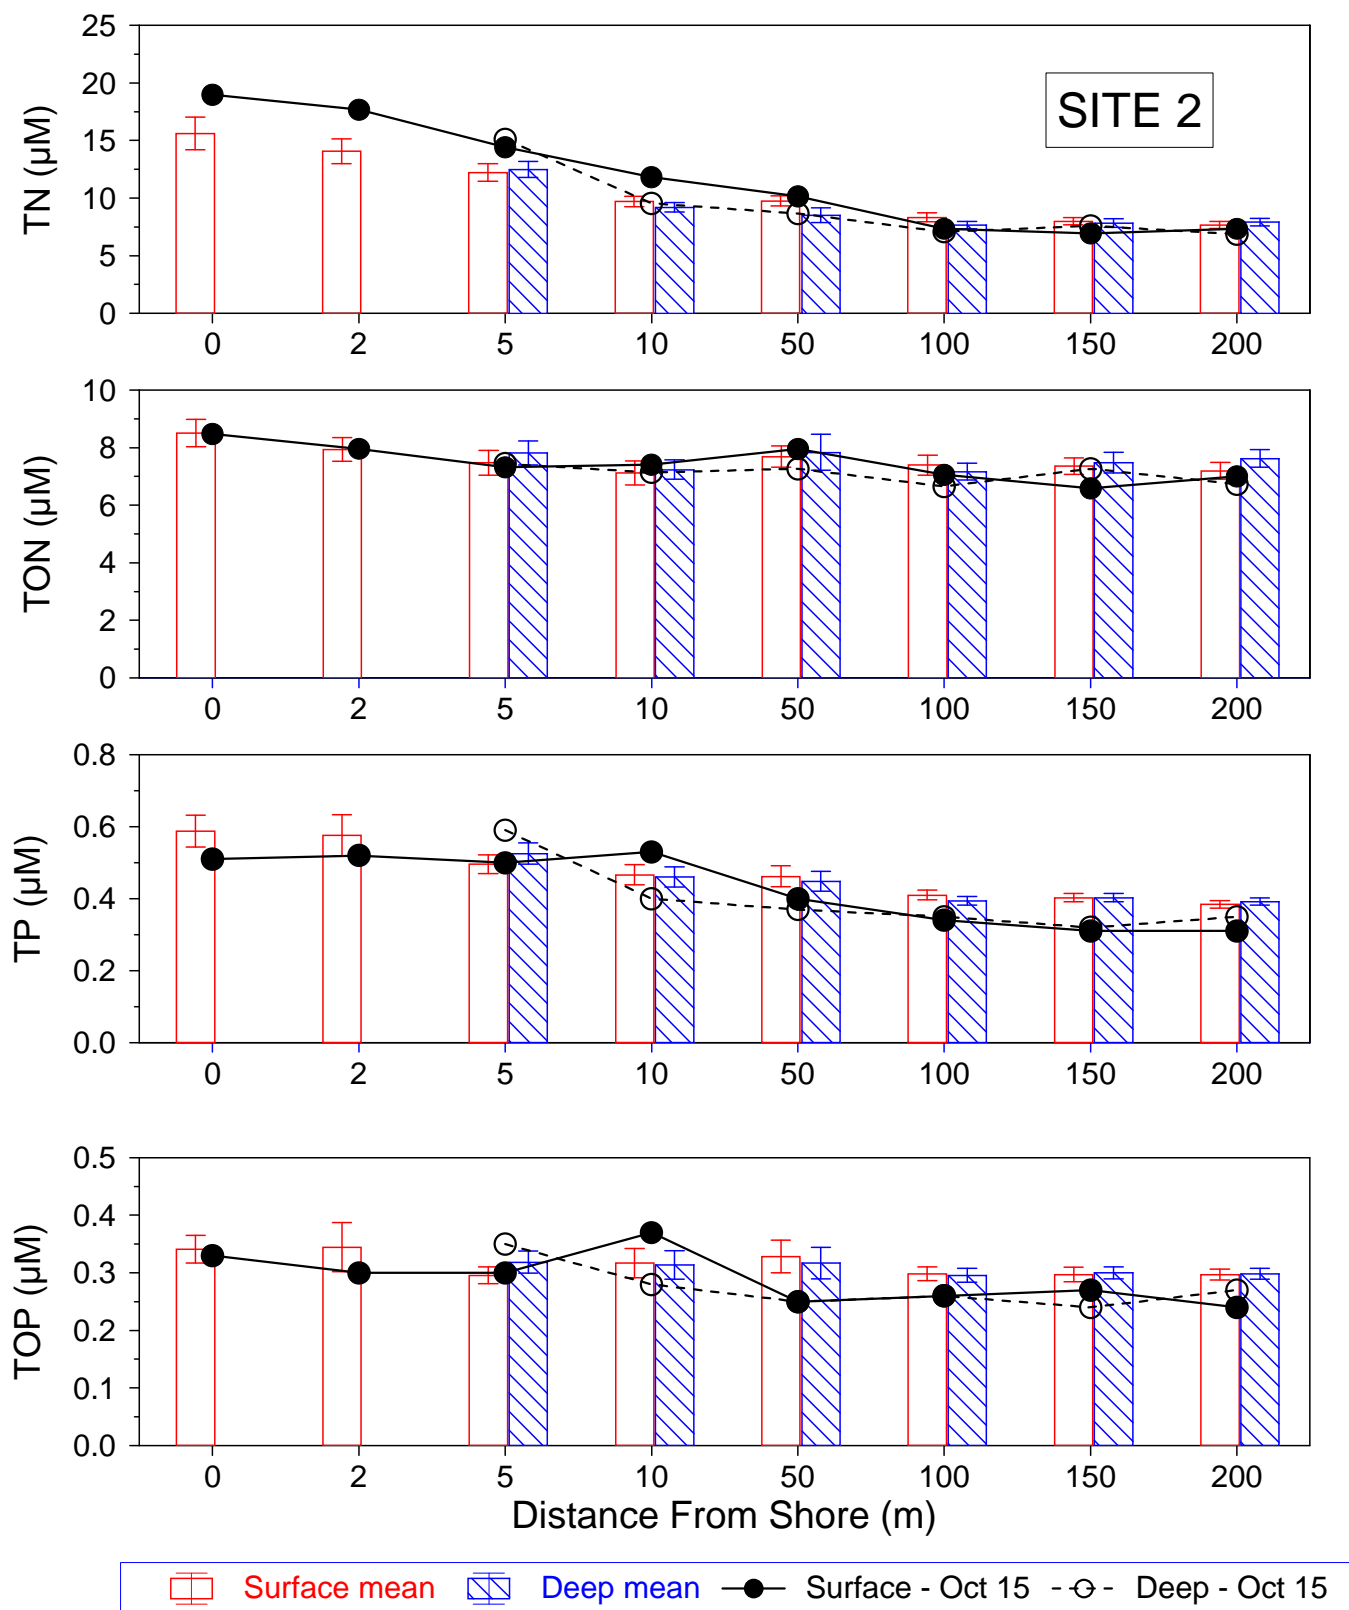 25
20
15
10
5
0
TN (µM)
SITE 2
0 2 5 10 50 100 150 200
10
8
6
4
2
0
TON (µM)
0 2 5 10 50 100 150 200
0.8
0.6
0.4
0.2
0.0
TP (µM)
0 2 5 10 50 100 150 200
0.5
0.4
0.3
0.2
0.1
0.0
TOP (µM)
0 2 5 10 50 100 150 200
Distance From Shore (m)
Surface mean Deep mean Surface - Oct 15 Deep - Oct 15